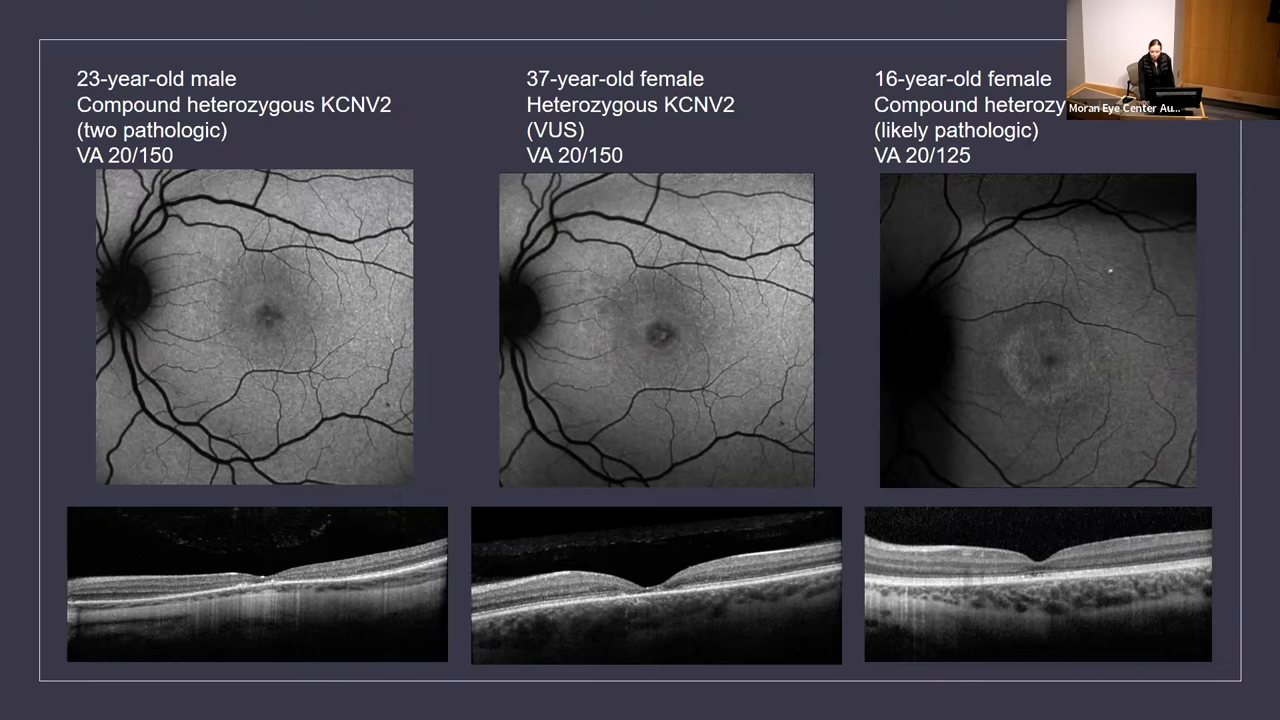 23-year-old male
Compound heterozygous KCNV2
(two pathologic)
VA 20/150
37-year-old female
Heterozygous KCNV2
(VUS)
VA 20/150
16-year-old female
Compound heterozy
(likely pathologic)
VA 20/125
Moran Eye Center Au...